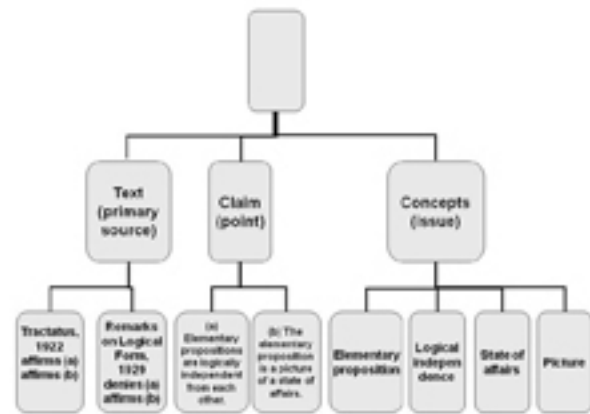 Text
(primary
source)
Claim
(point)
Concepts
(issue)
Tractatus,
1922
affirms (a)
affirms (b)
Remarks
on Logical
Form,
1929
denies (a)
affirms (b)
(a)
Elementary
propositions
are logically
independent
from each
other.
(b) The
elementary
proposition
is a picture
of a state of
affairs.
Elementary
proposition
Logical
indepen
dence
State of
affairs
Picture